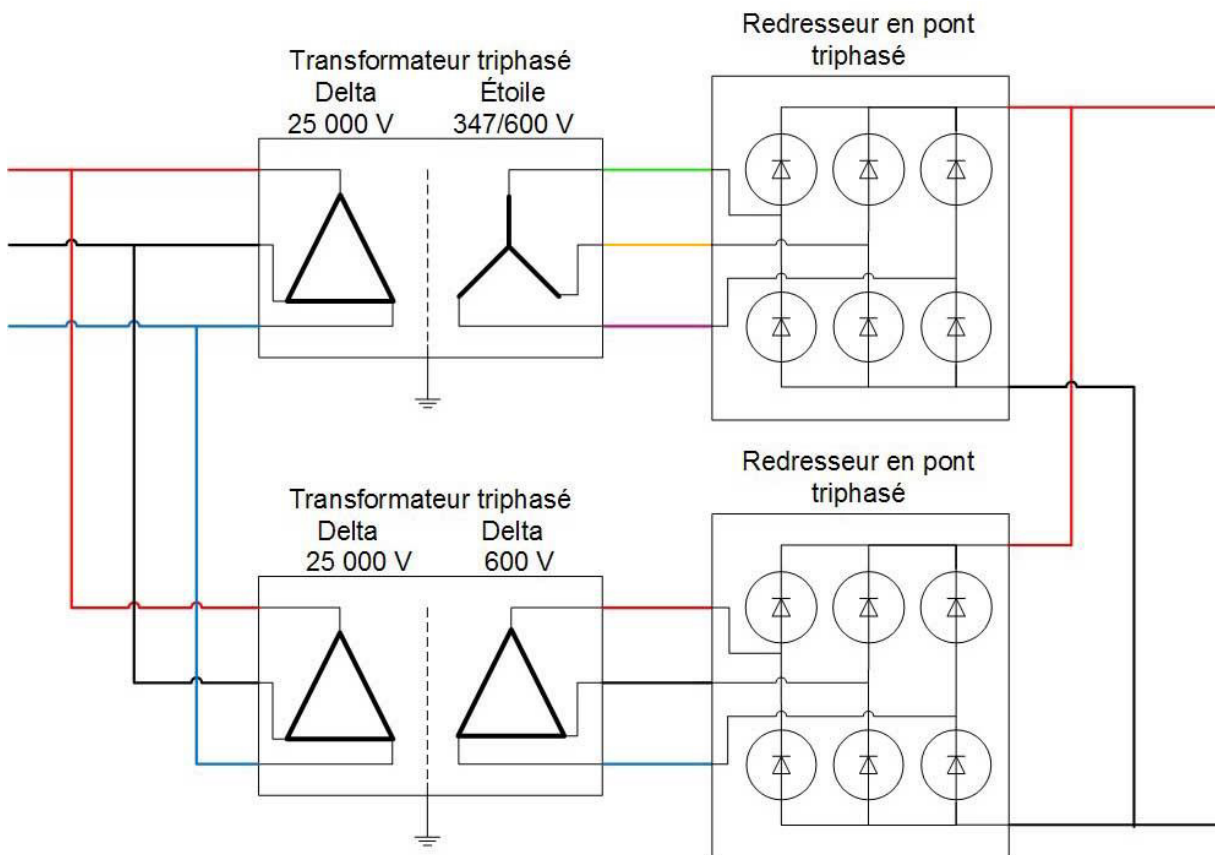 Redresseur en pont
triphasé
Transformateur triphasé
Delta Étoile
25 000 V 347/600 V
Redresseur en pont
triphasé
Transformateur triphasé
Delta Delta
25 000 V 600 V